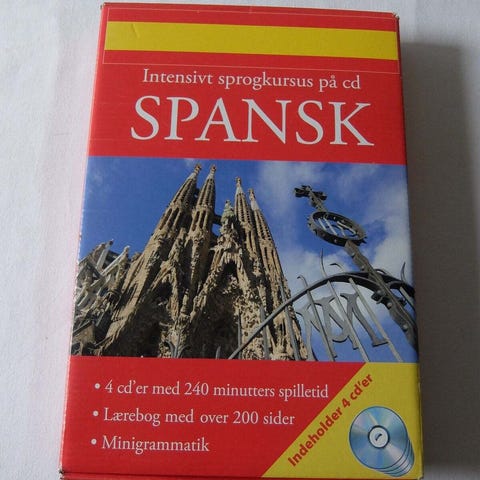 Intensivt sprogkursus på cd
SPANSK
• 4 cd'er med 240 minutters spilletid
• Lærebog med over 200 sider
• Minigrammatik
Indeholder 4 cd'er